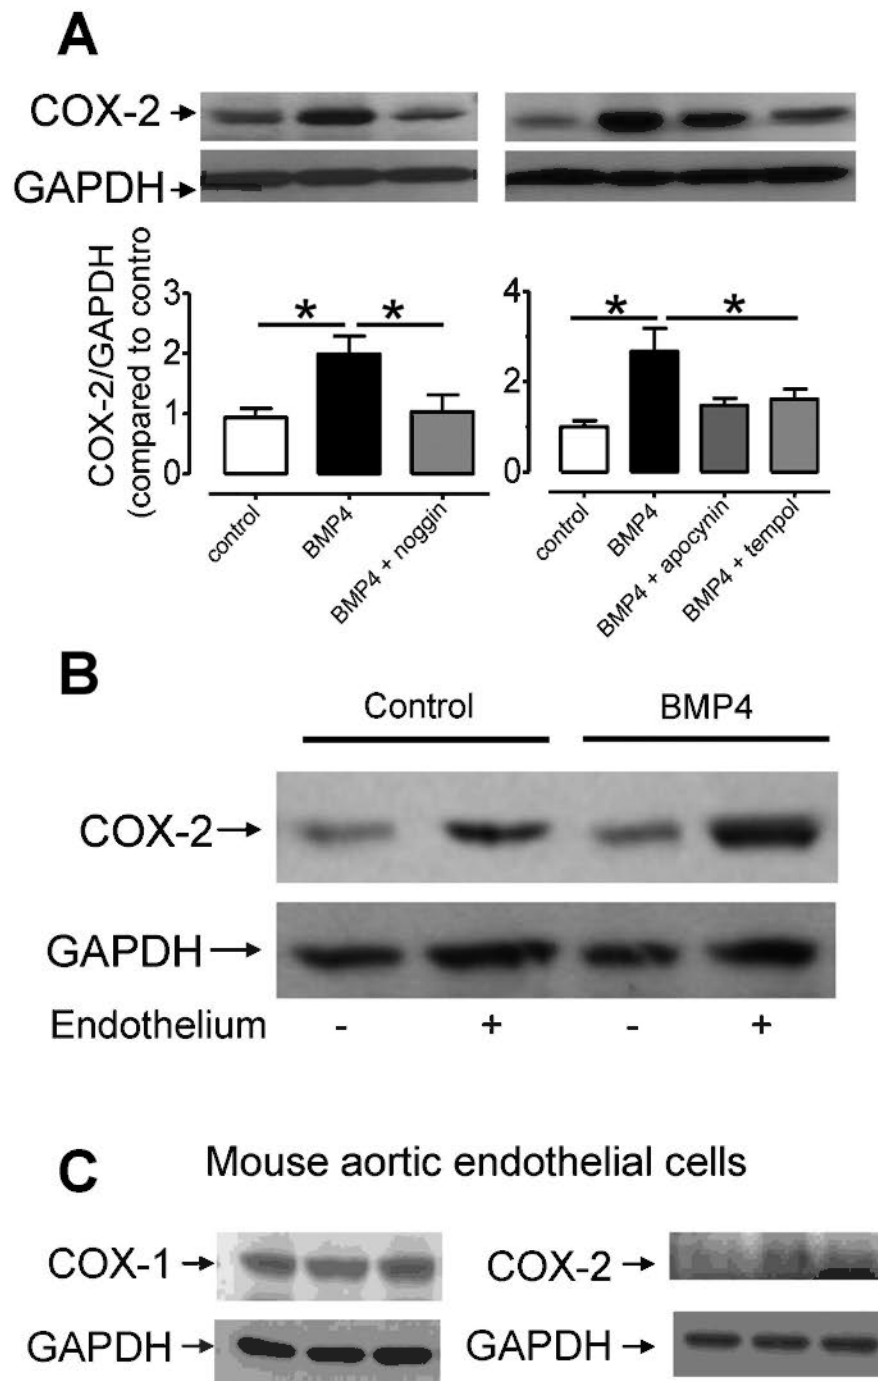 A
COX-2
GAPDH
COX-2/GAPDH
(compared to contro
3
2
1
0
* *
control
BMP4
BMP4 + noggin
4
2
0
* *
control
BMP4
BMP4 + apocynin
BMP4 + tempol
B
Control BMP4
COX-2
GAPDH
Endothelium - + - +
C Mouse aortic endothelial cells
COX-1 COX-2
GAPDH GAPDH